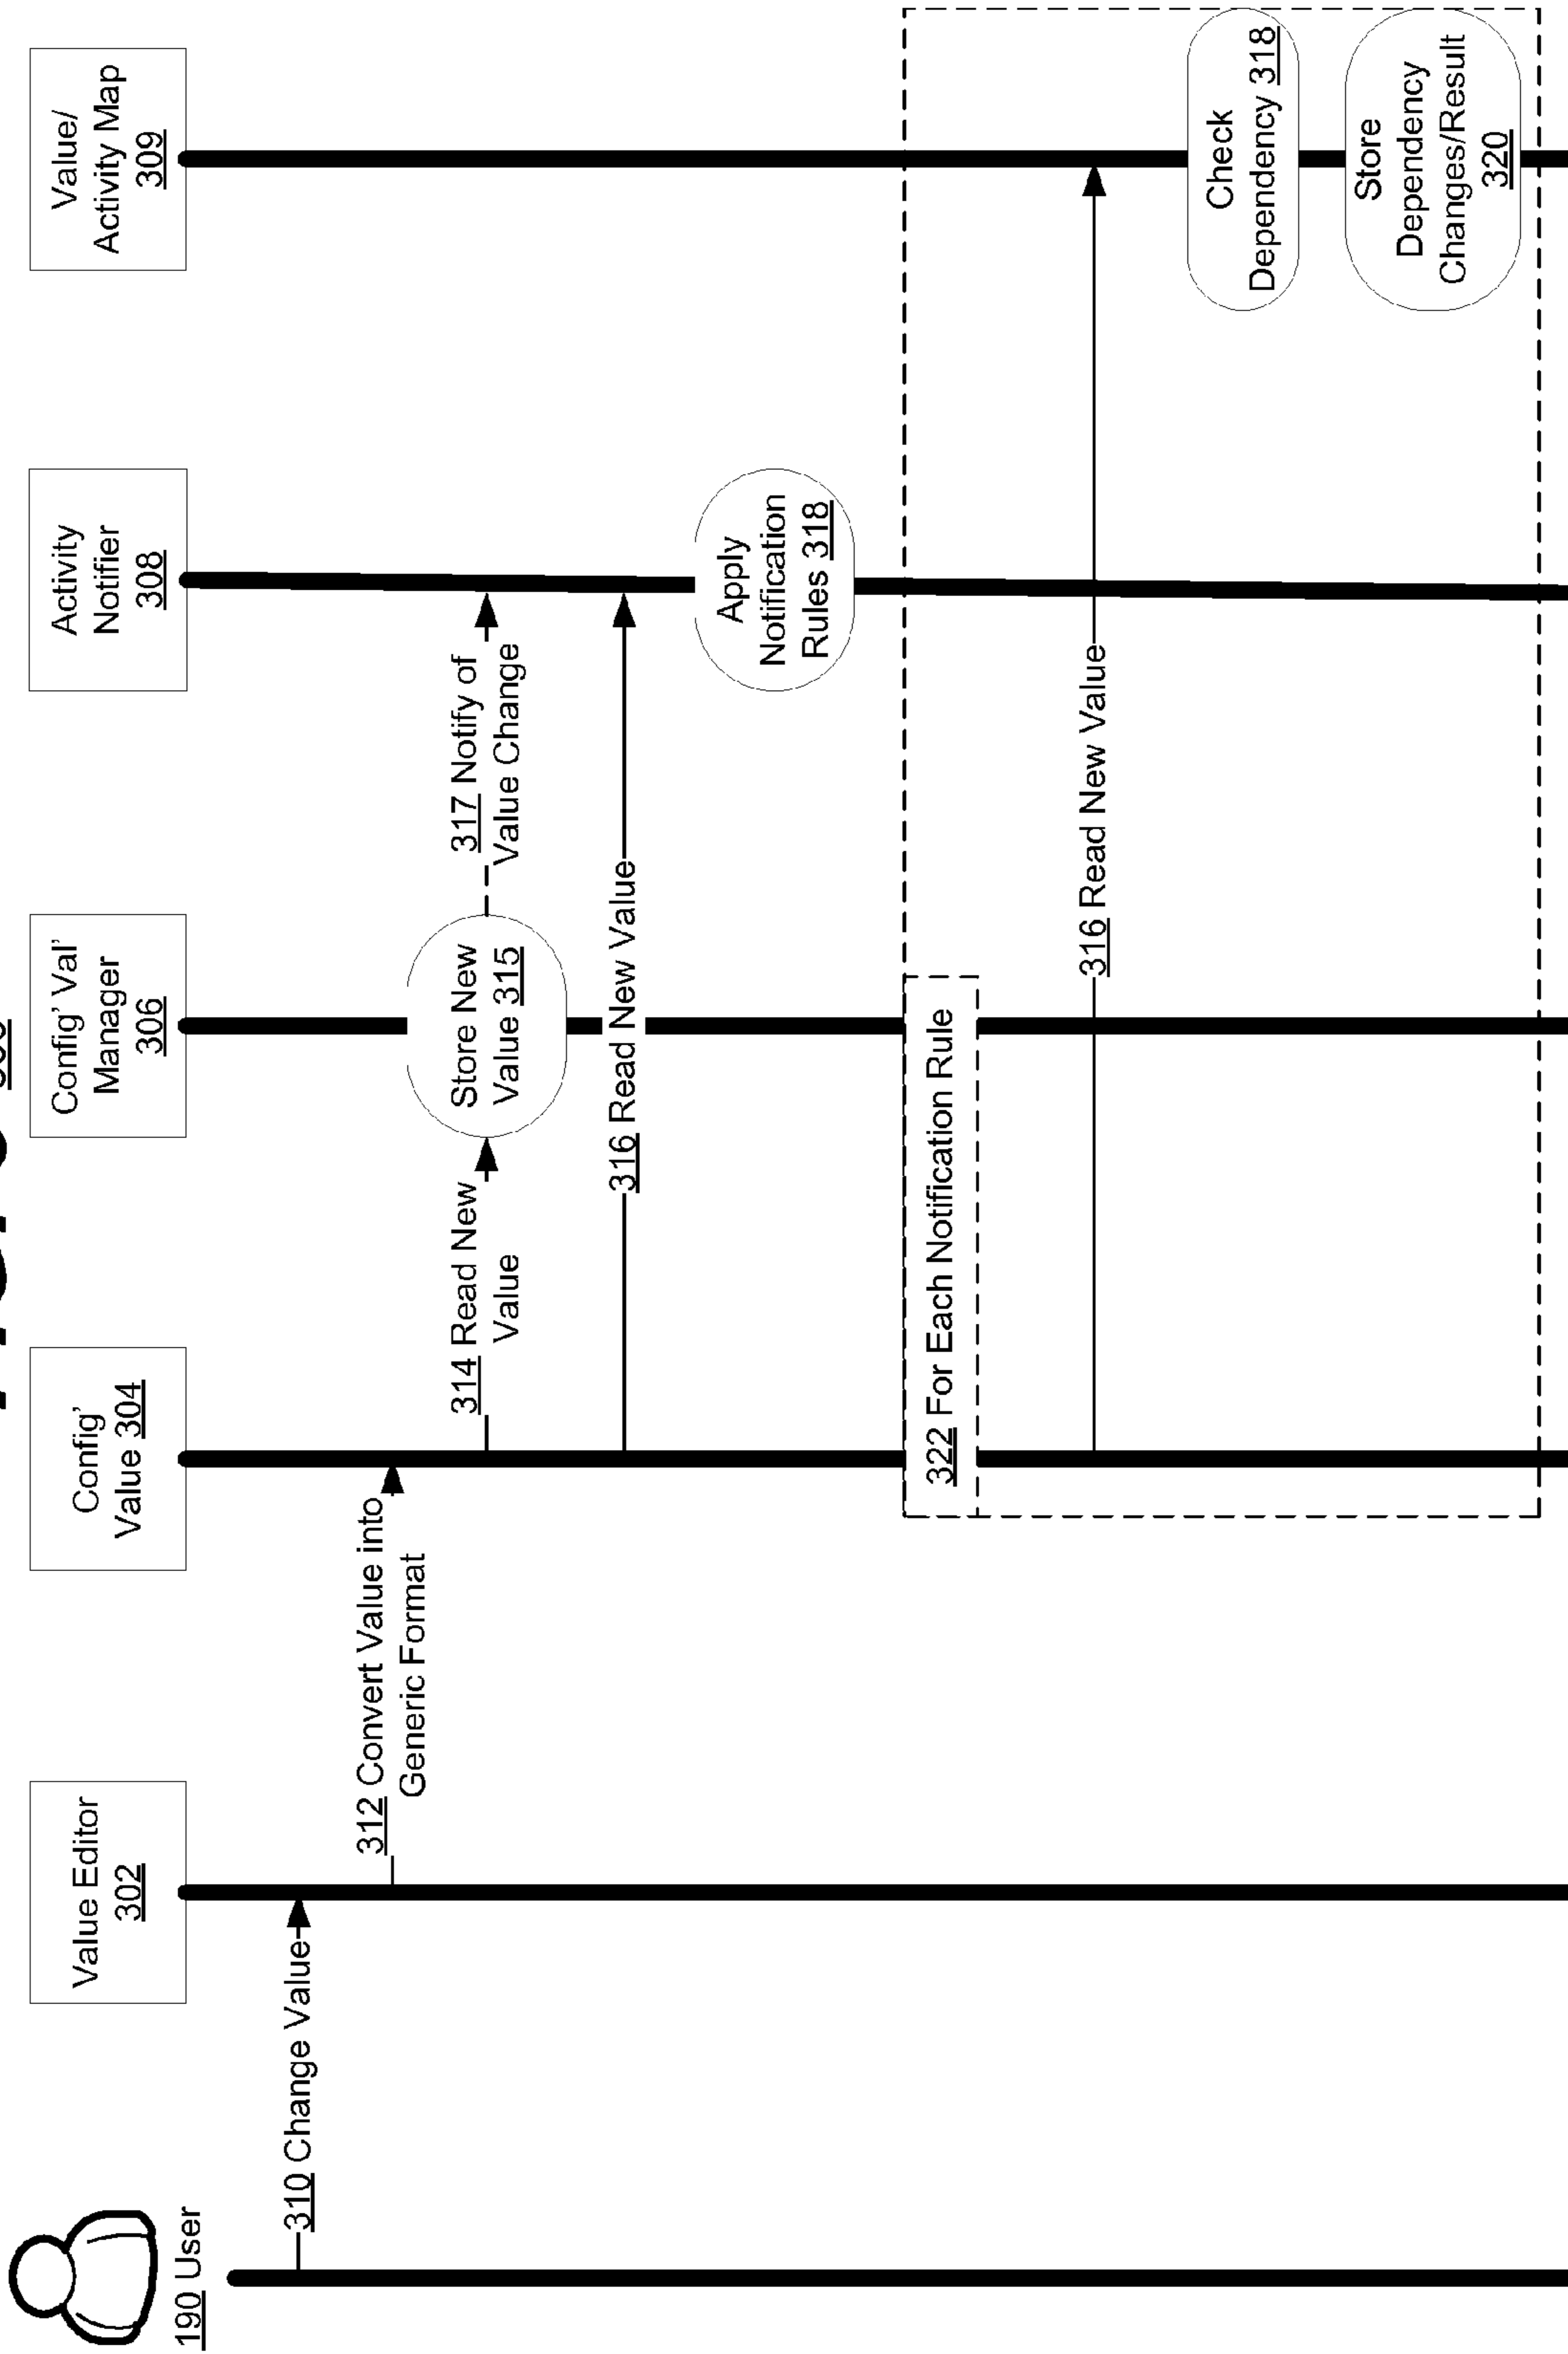 190 User
Value Editor
302
Config'
Value 304
Config' Val'
Manager
306
Activity
Notifier
308
Value/
Activity Map
309
310 Change Value
312 Convert Value into
Generic Format
314 Read New
Value
Store New
Value 315
317 Notify of
Value Change
316 Read New Value
Apply
Notification
Rules 318
322 For Each Notification Rule
316 Read New Value
Check
Dependency 318
Store
Dependency
Changes/Result
320